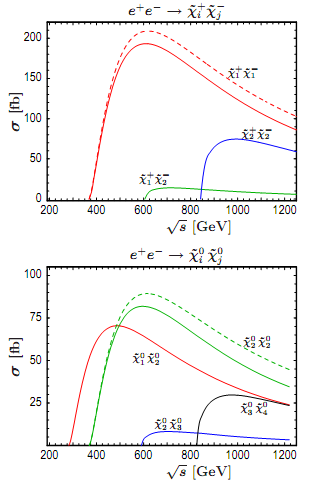 e⁺e⁻ → χ̃ᵢ⁺χ̃ⱼ⁻
200
150
100
50
0
σ [fb]
χ̃₁⁺χ̃₁⁻
χ̃₂⁺χ̃₂⁻
χ̃₁⁺χ̃₂⁻
200 400 600 800 1000 1200
√s [GeV]
e⁺e⁻ → χ̃ᵢ⁰χ̃ⱼ⁰
100
75
50
25
σ [fb]
χ̃₂⁰χ̃₂⁰
χ̃₁⁰χ̃₂⁰
χ̃₃⁰χ̃₄⁰
χ̃₂⁰χ̃₃⁰
200 400 600 800 1000 1200
√s [GeV]